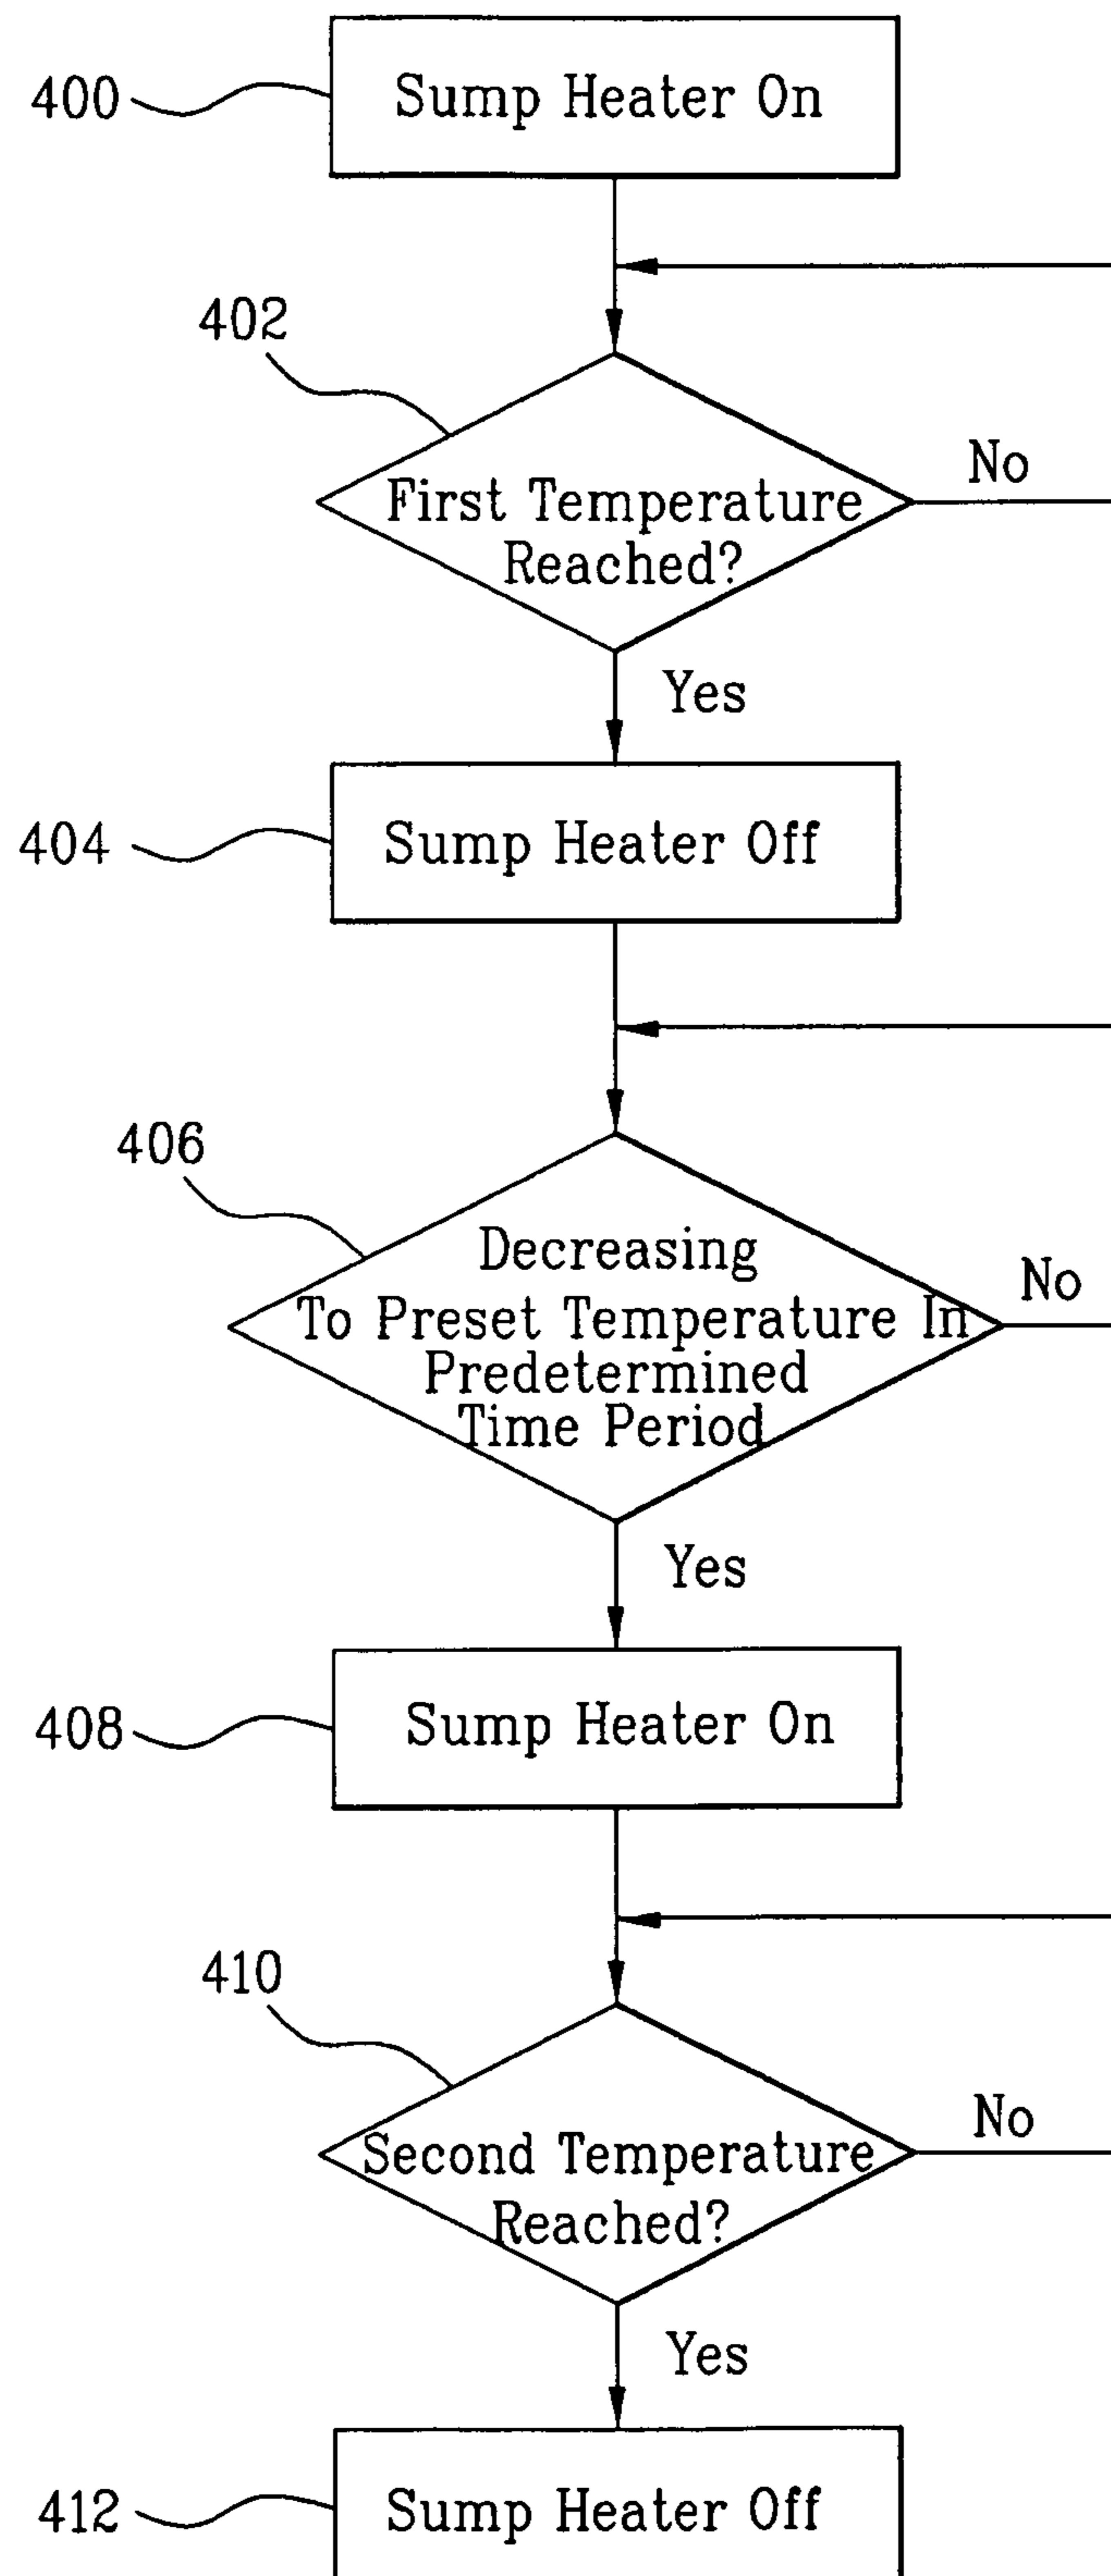 400
Sump Heater On
402
No
First Temperature
Reached?
Yes
404
Sump Heater Off
406
Decreasing
No
To Preset Temperature In
Predetermined
Time Period
Yes
408
Sump Heater On
410
No
Second Temperature
Reached?
Yes
412
Sump Heater Off